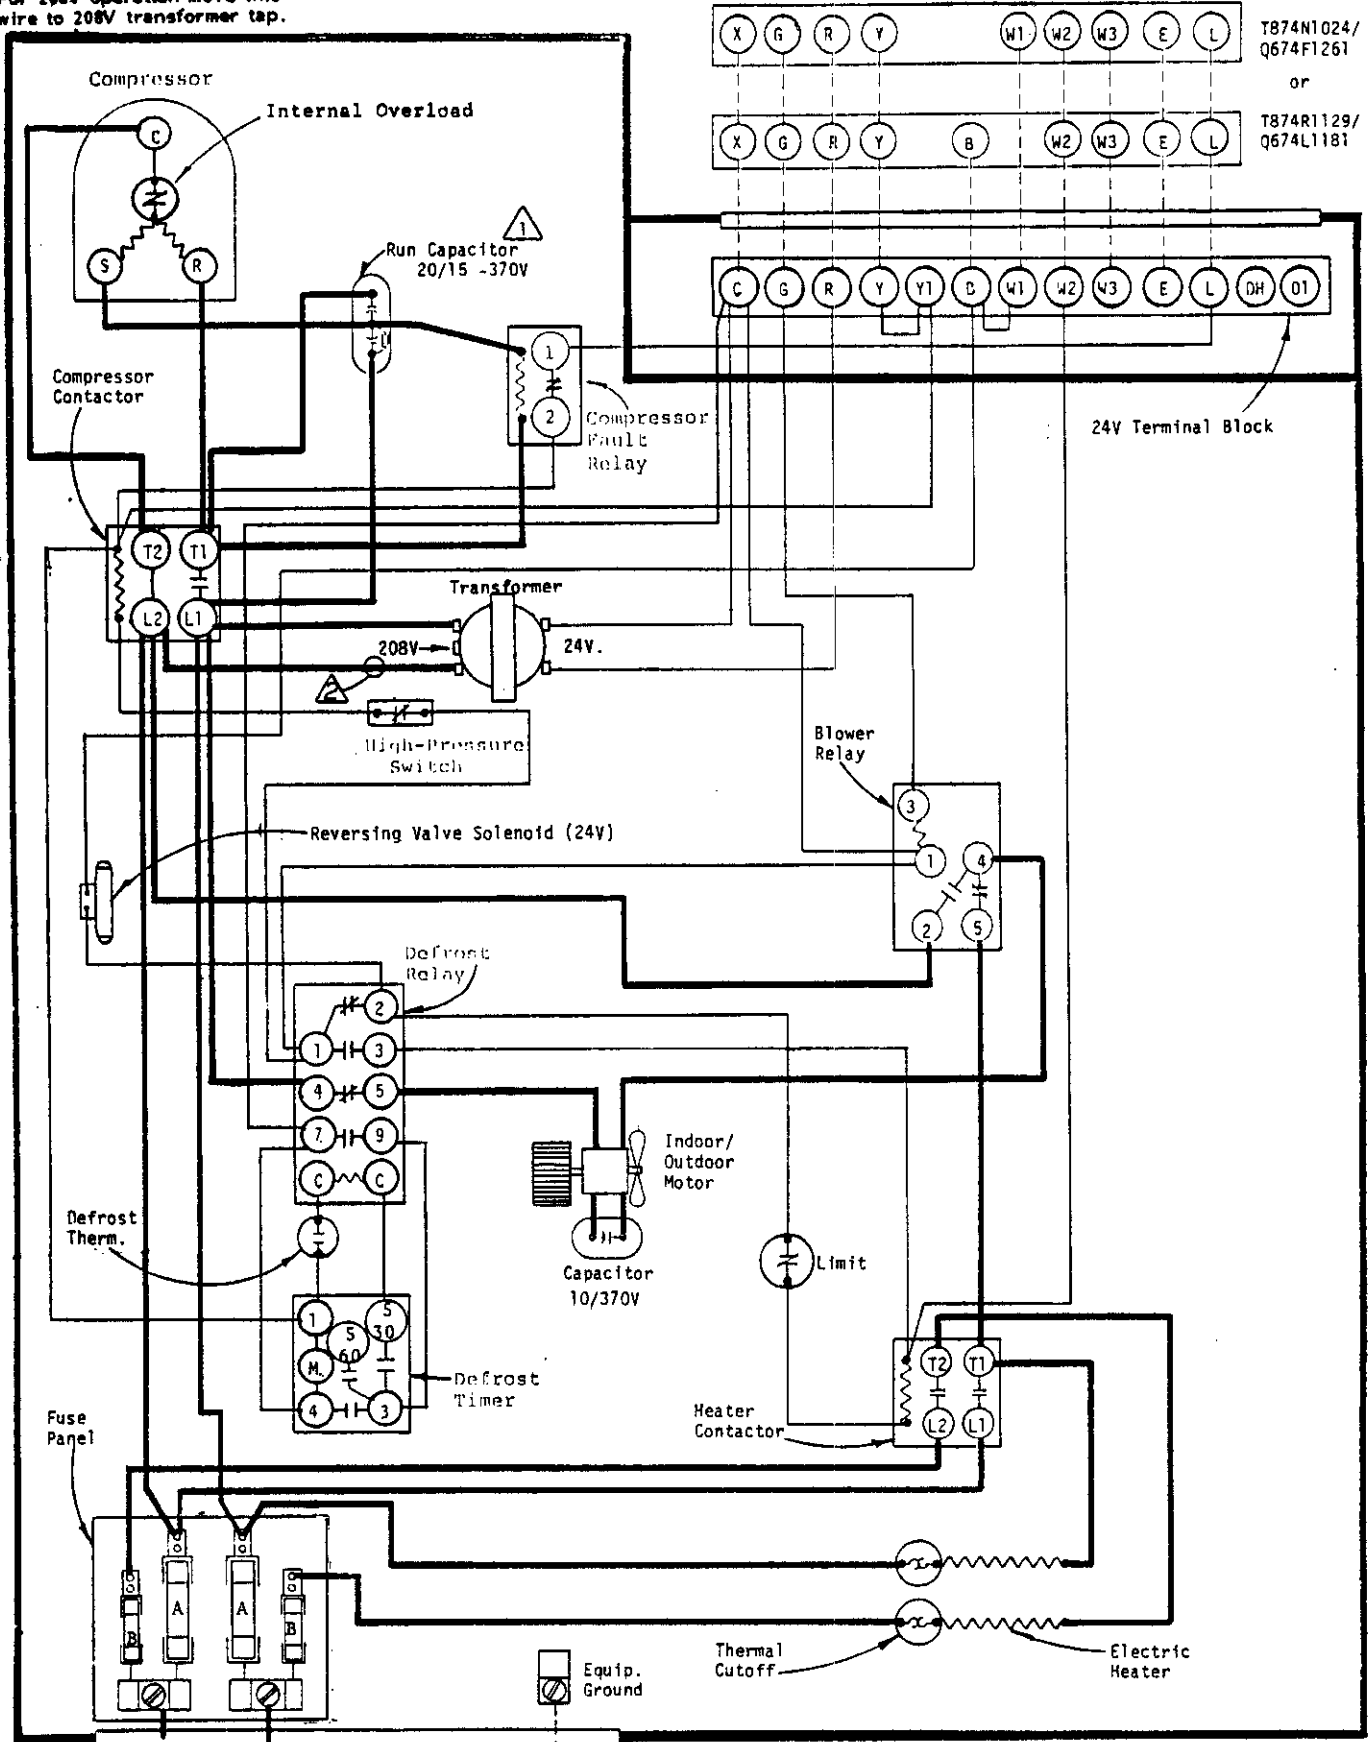 wire to 208V transformer tap.
X G R Y W1 W2 W3 E L
T874N1024/
Q674F1261
or
X G R Y B W2 W3 E L
T874R1129/
Q674L1181
Compressor
Internal Overload
C
S R
1
Run Capacitor
20/15 -370V
C G R Y Y1 B W1 W2 W3 E L DH O1
24V Terminal Block
Compressor
Contactor
1
2
Compressor
Fault
Relay
T2 T1
L2 L1
Transformer
208V
24V.
2
High-Pressure
Switch
Blower
Relay
3
1 4
2 5
Reversing Valve Solenoid (24V)
Defrost
Relay
2
1 3
4 5
7 9
C C
Indoor/
Outdoor
Motor
Defrost
Therm.
Capacitor
10/370V
Limit
1
S
60
S
30
M
4 3
Defrost
Timer
T2 T1
L2 L1
Heater
Contactor
Fuse
Panel
B A A B
Thermal
Cutoff
Electric
Heater
Equip.
Ground